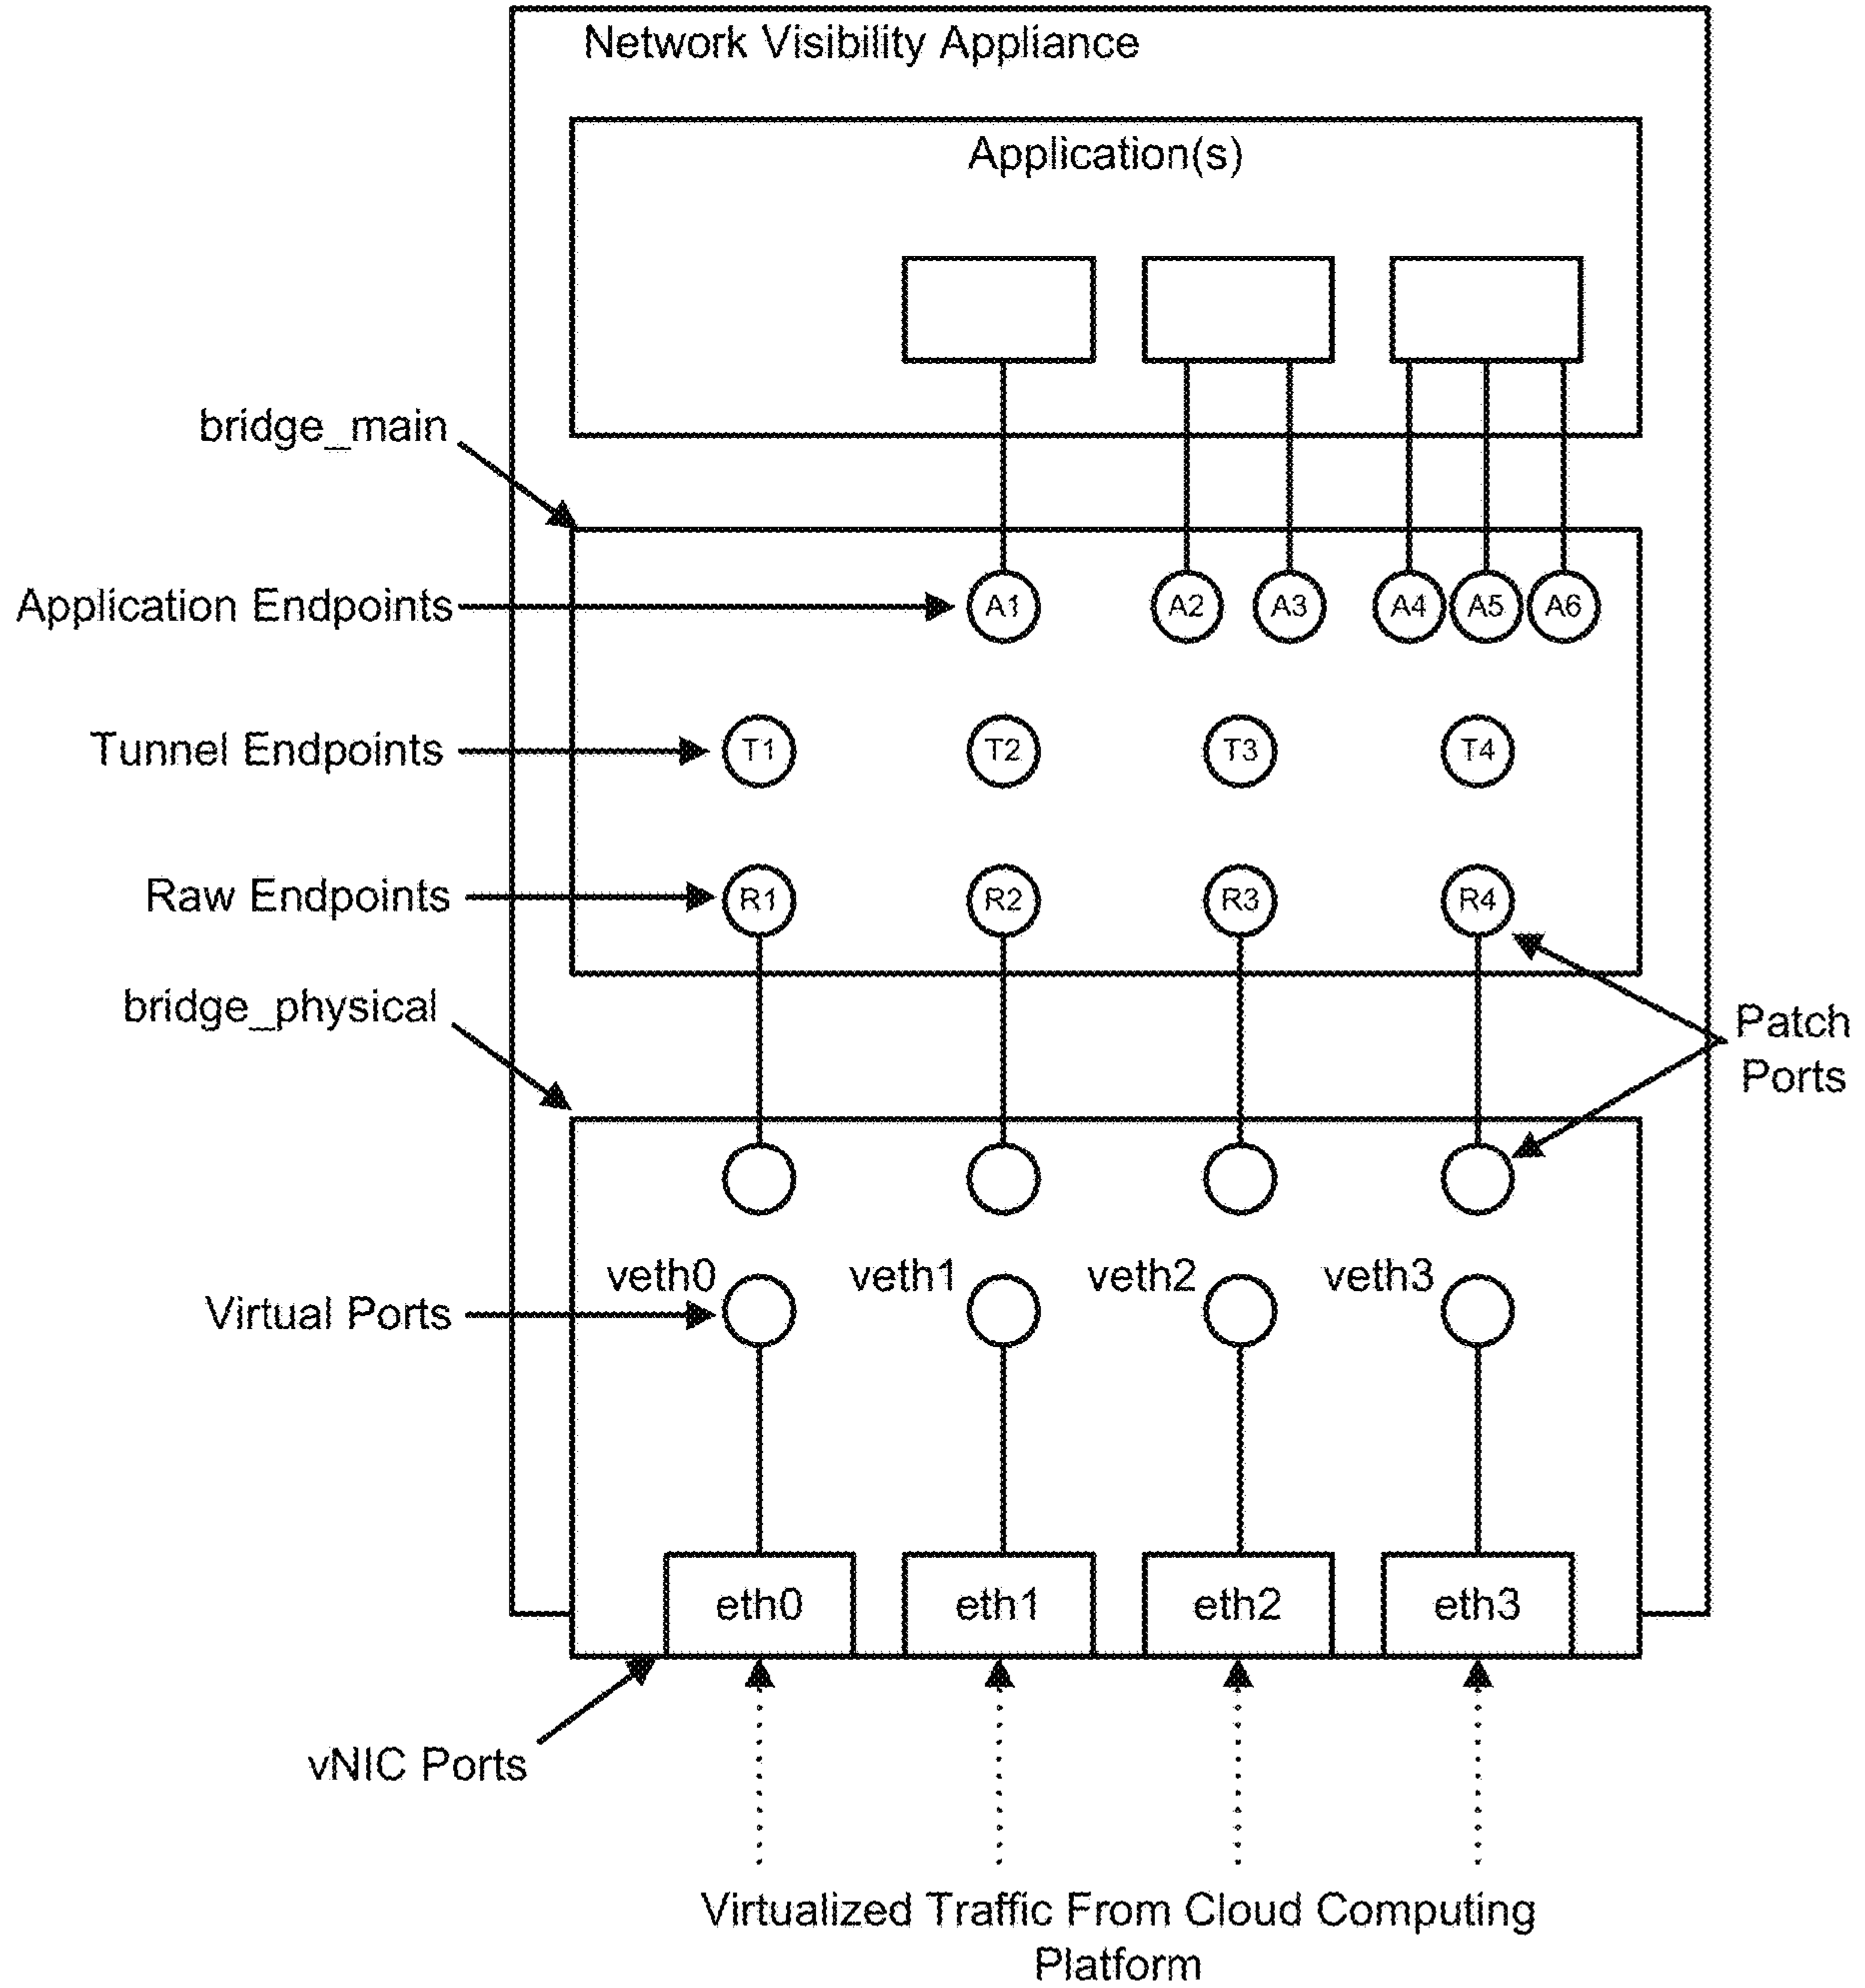 Network Visibility Appliance
Application(s)
bridge_main
Application Endpoints
A1 A2 A3 A4 A5 A6
Tunnel Endpoints
T1 T2 T3 T4
Raw Endpoints
R1 R2 R3 R4
bridge_physical
Patch
Ports
veth0 veth1 veth2 veth3
Virtual Ports
eth0 eth1 eth2 eth3
vNIC Ports
Virtualized Traffic From Cloud Computing
Platform